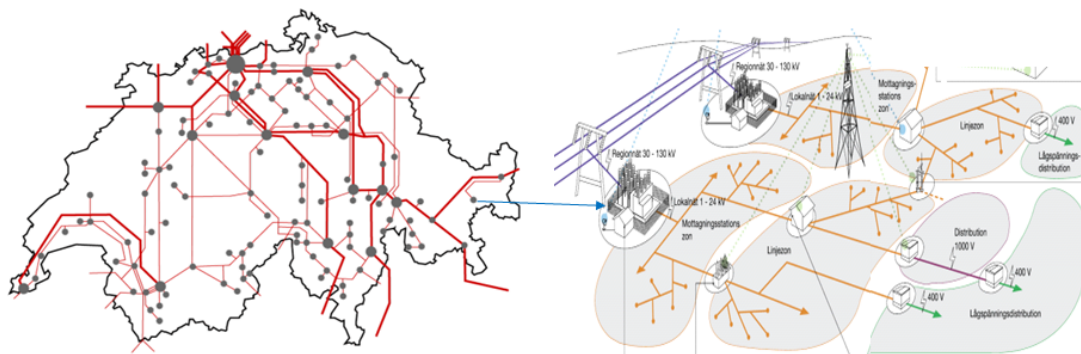 Regionnät 30 - 130 kV
Lokalnät 1 - 24 kV
Mottagnings-
stations
zon
Linjezon
400 V
Lågspännings-
distribution
Regionnät 30 - 130 kV
Lokalnät 1 - 24 kV
Mottagningsstations
zon
Linjezon
Distribution
1000 V
400 V
400 V
Lågspänningsdistribution